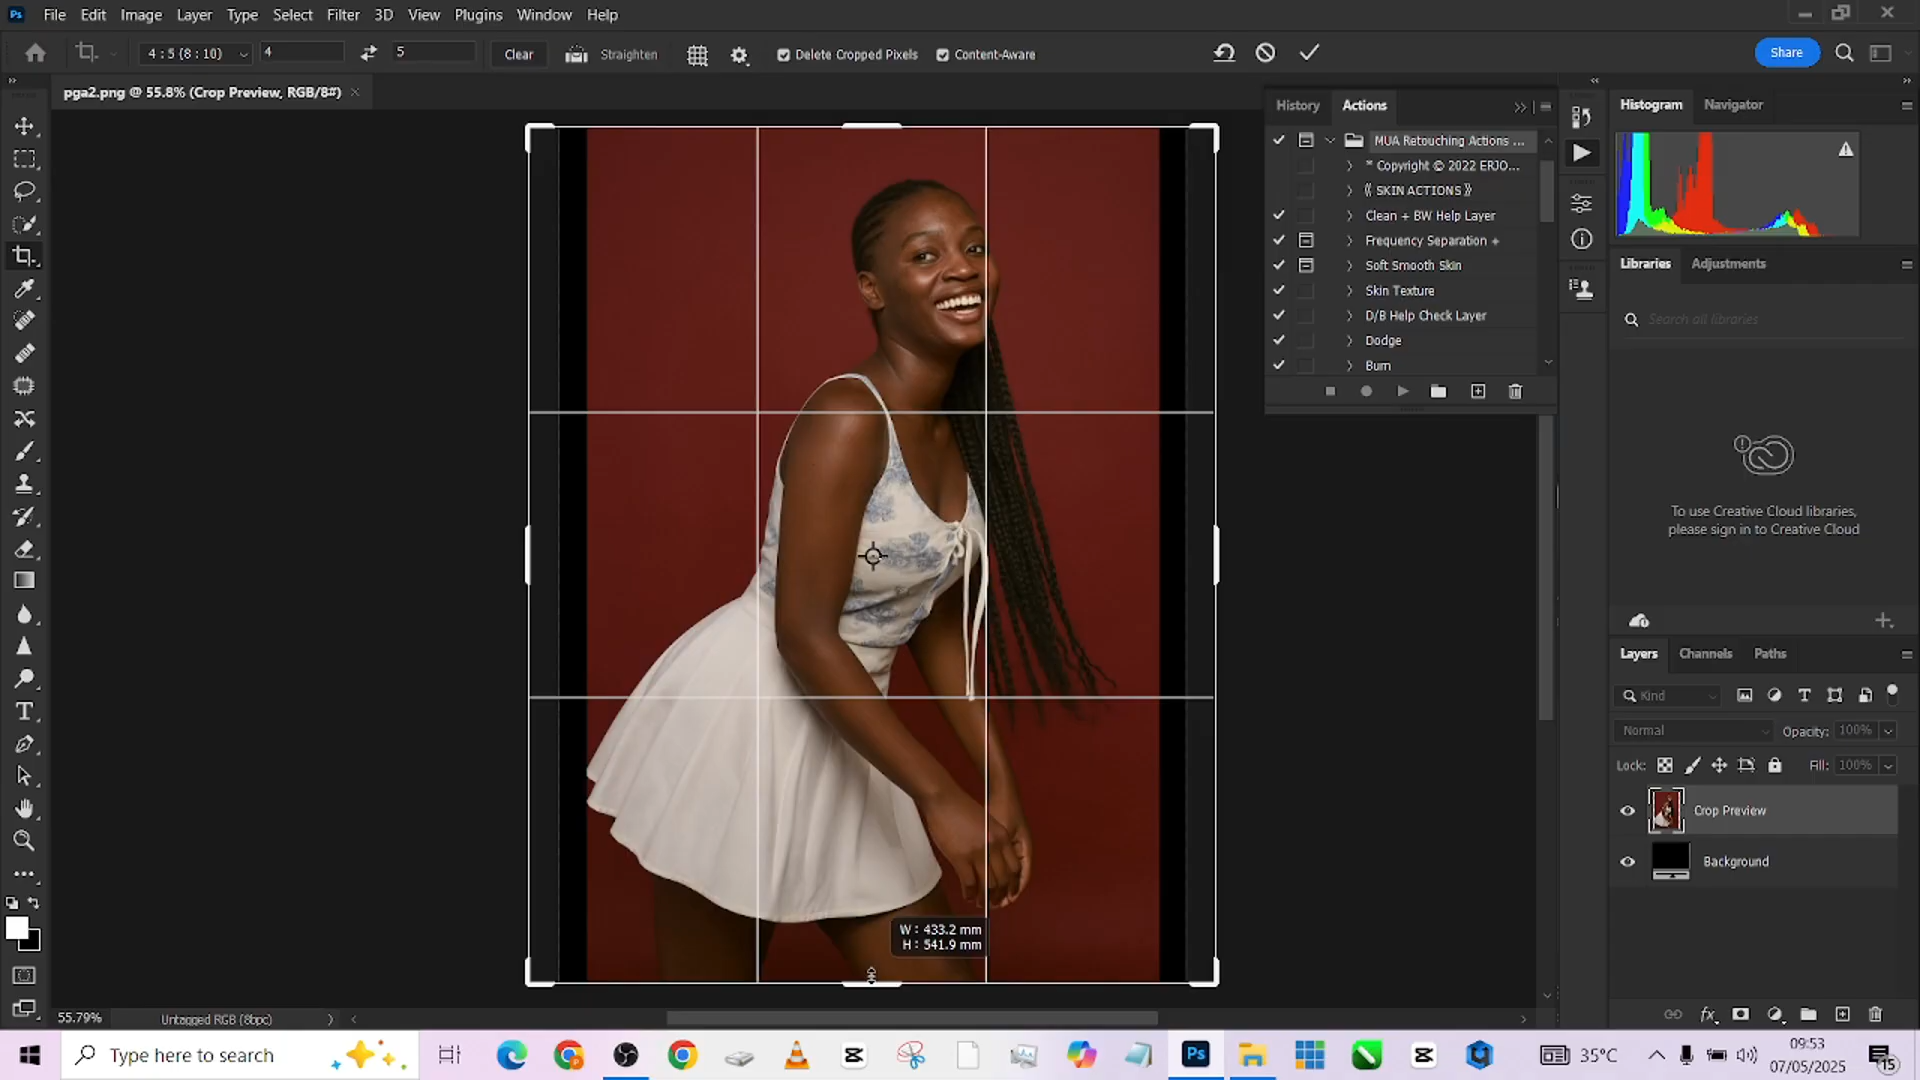 File Edit Image Layer Type Select Filter 3D View Plugins Window Help
4 : 5 (8 : 10) 4 5 Clear Straighten Delete Cropped Pixels Content-Aware Share
pga2.png @ 55.8% (Crop Preview, RGB/8#)
History Actions
MUA Retouching Actions ...
* Copyright © 2022 ERJO...
⟪ SKIN ACTIONS ⟫
Clean + BW Help Layer
Frequency Separation +
Soft Smooth Skin
Skin Texture
D/B Help Check Layer
Dodge
Burn
Histogram Navigator
Libraries Adjustments
Search all libraries
To use Creative Cloud libraries,
please sign in to Creative Cloud
Layers Channels Paths
Kind
Normal Opacity: 100%
Lock: Fill: 100%
Crop Preview
Background
W : 433.2 mm
H : 541.9 mm
55.79% Untagged RGB (8bpc)
Type here to search
35°C
09:53
07/05/2025
15